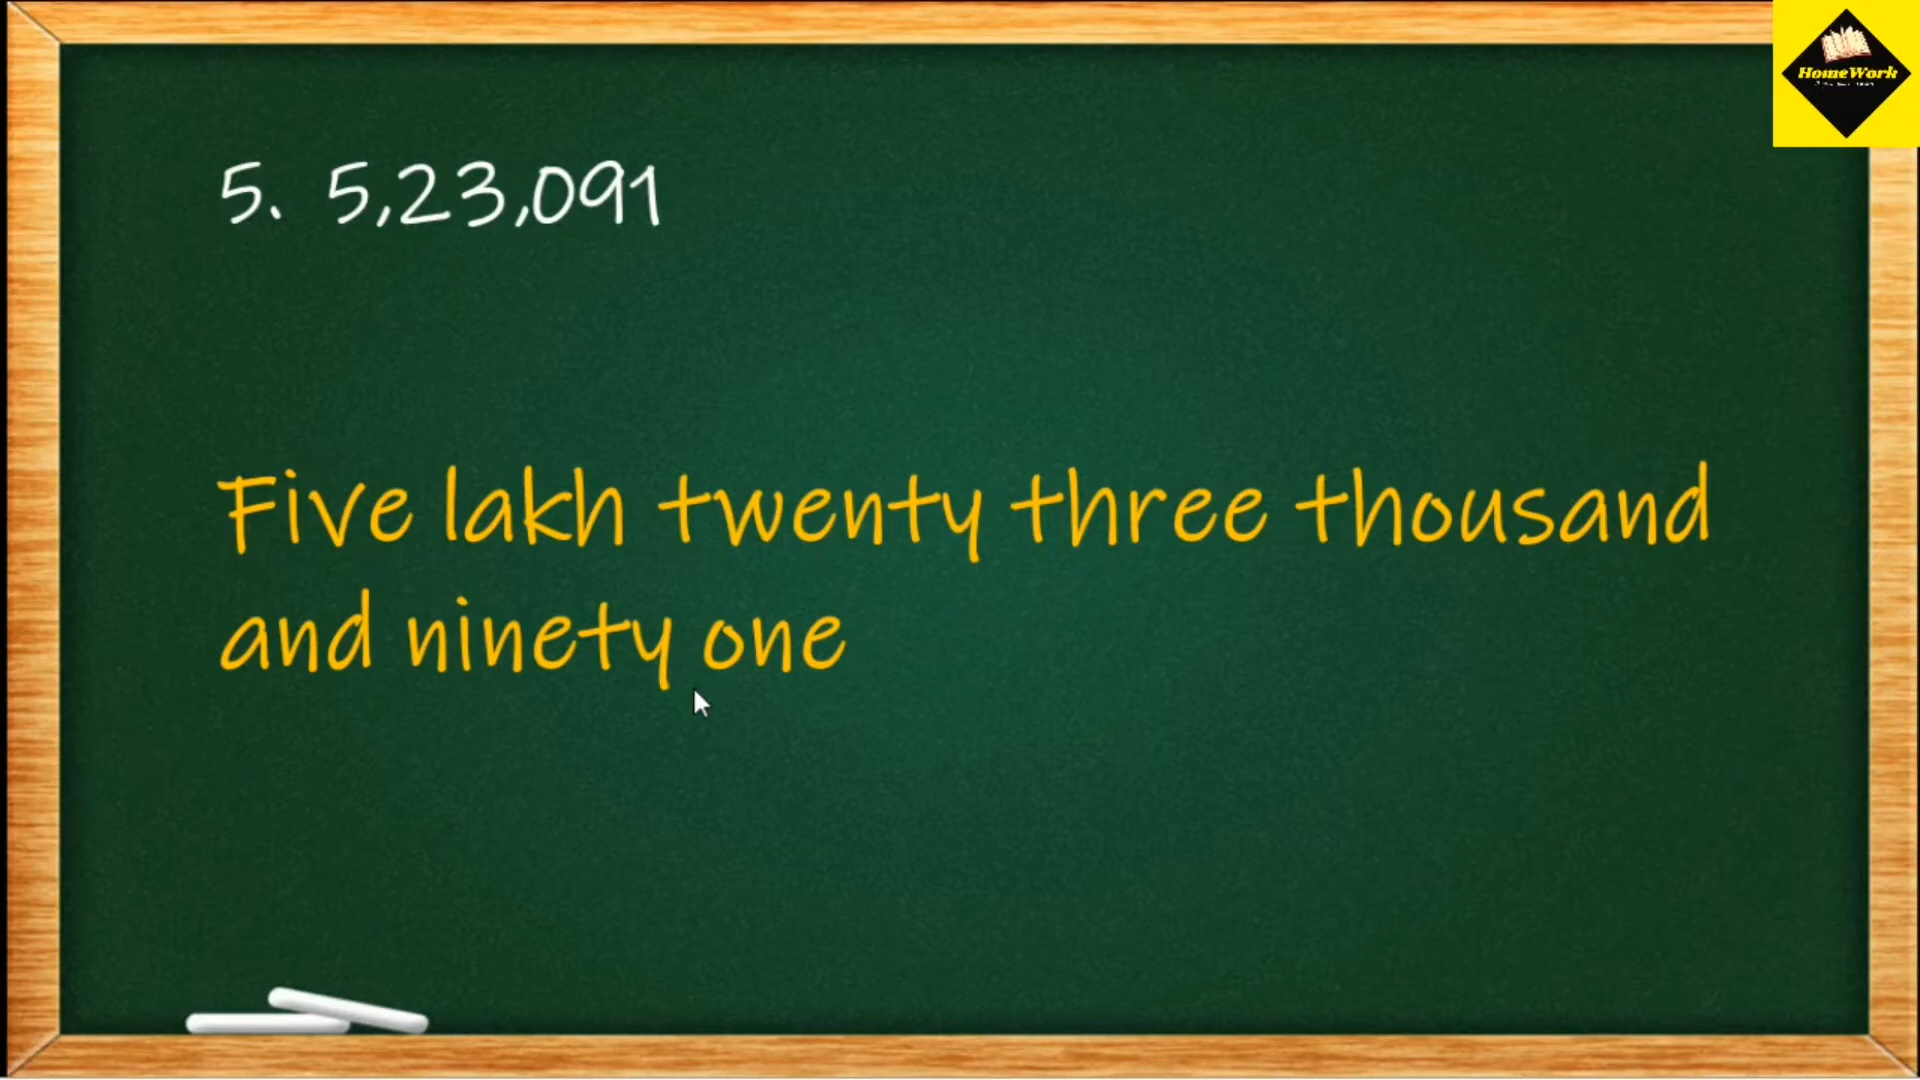 HomeWork
5. 5,23,091
Five lakh twenty three thousand
and ninety one